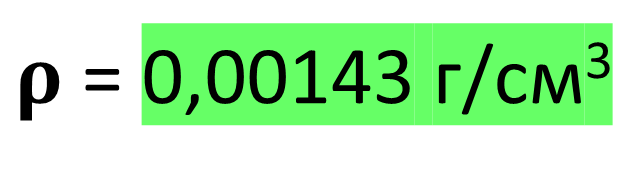 ρ = 0,00143 г/см³